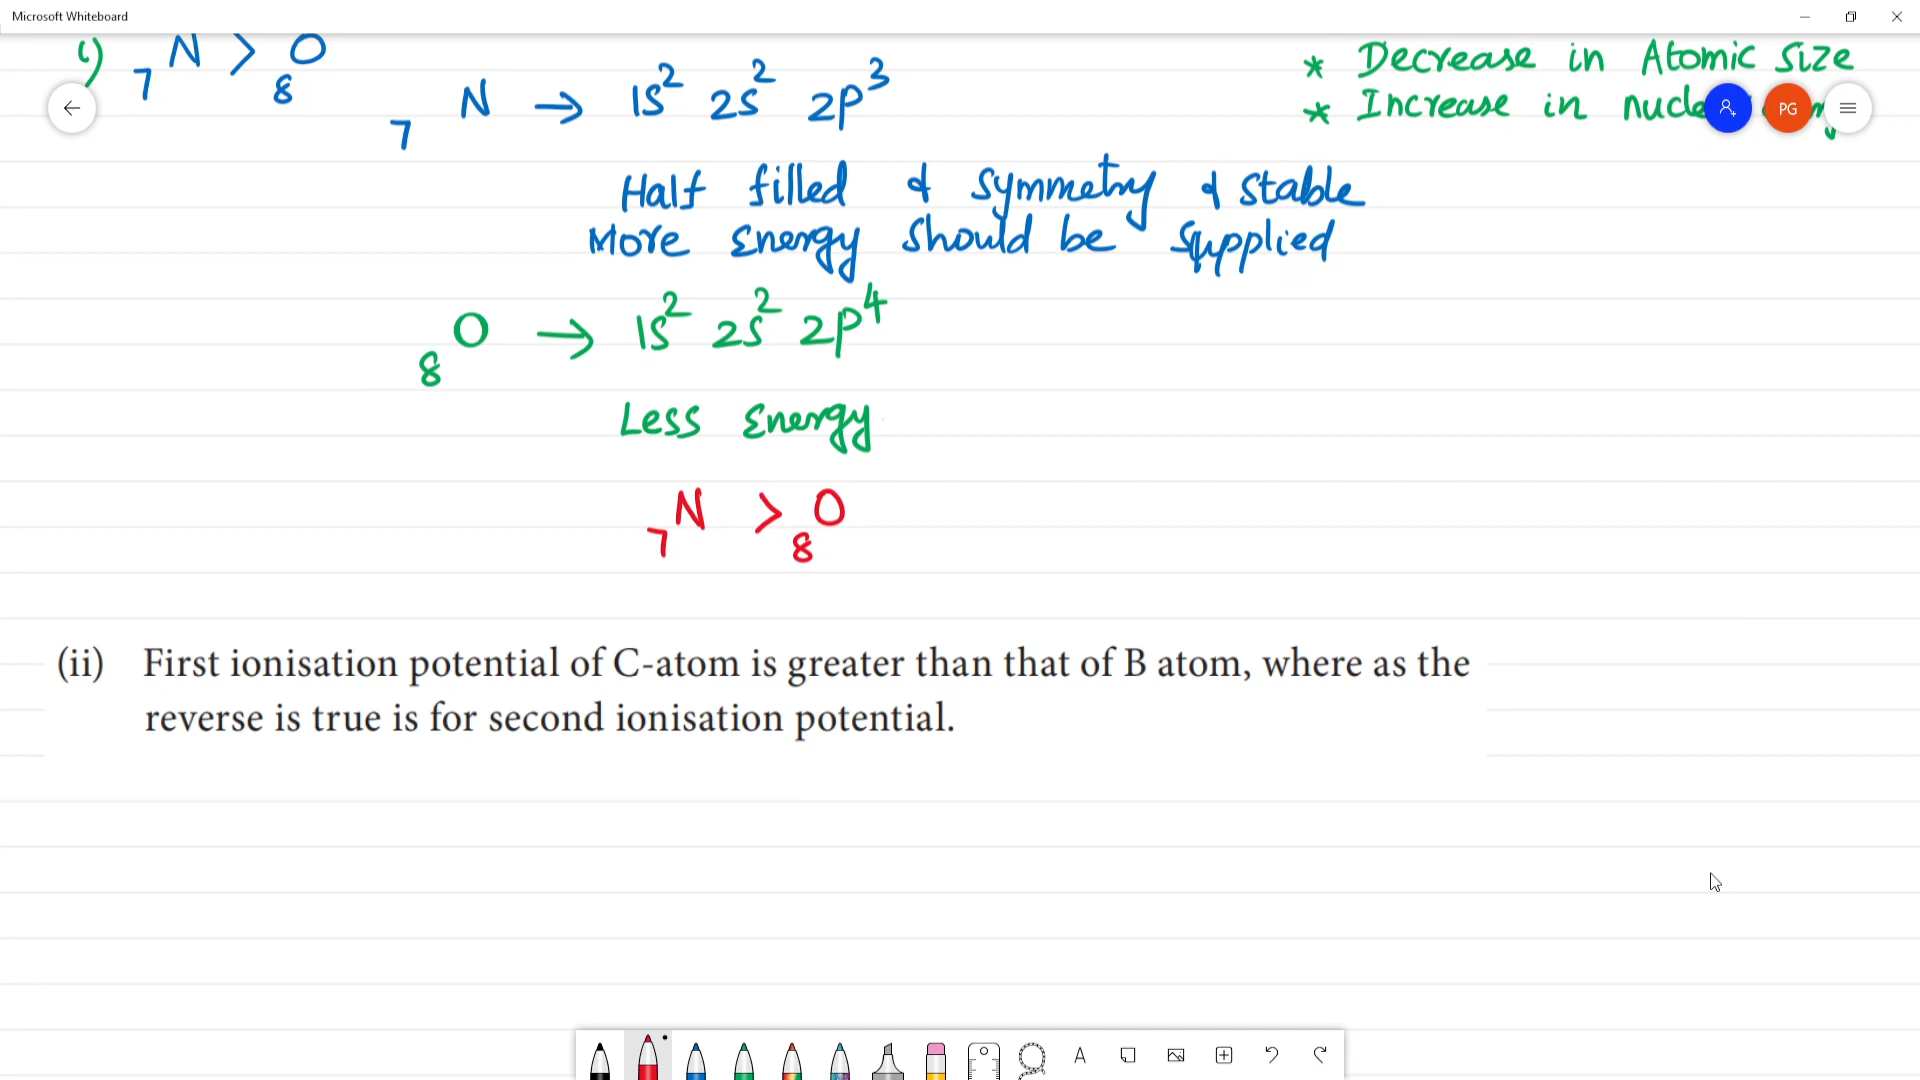 Microsoft Whiteboard
i) ₇N > ₈O
* Decrease in Atomic Size
₇N → 1S² 2S² 2P³
* Increase in
PG
Half filled & Symmetry & Stable
More Energy Should be Supplied
₈O → 1S² 2S² 2P⁴
Less Energy
₇N > ₈O
(ii) First ionisation potential of C-atom is greater than that of B atom, where as the
reverse is true is for second ionisation potential.